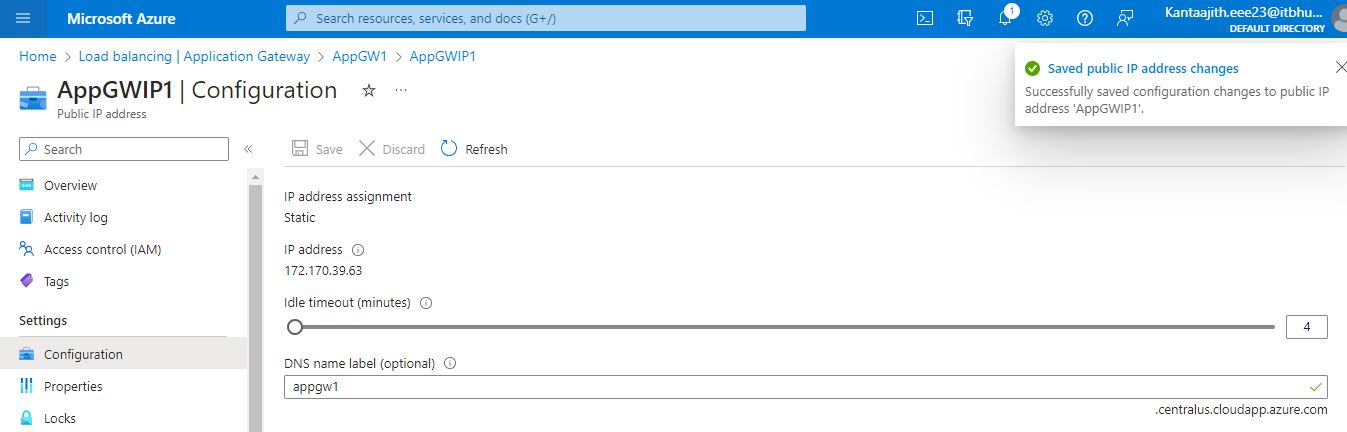 Microsoft Azure
Search resources, services, and docs (G+/)
1
Kantaajith.eee23@itbhu...
DEFAULT DIRECTORY
Home > Load balancing | Application Gateway > AppGW1 > AppGWIP1
AppGWIP1 | Configuration
Public IP address
Saved public IP address changes
Successfully saved configuration changes to public IP
address 'AppGWIP1'.
Search
Save
Discard
Refresh
Overview
Activity log
Access control (IAM)
Tags
Settings
Configuration
Properties
Locks
IP address assignment
Static
IP address
172.170.39.63
Idle timeout (minutes)
4
DNS name label (optional)
appgw1
.centralus.cloudapp.azure.com